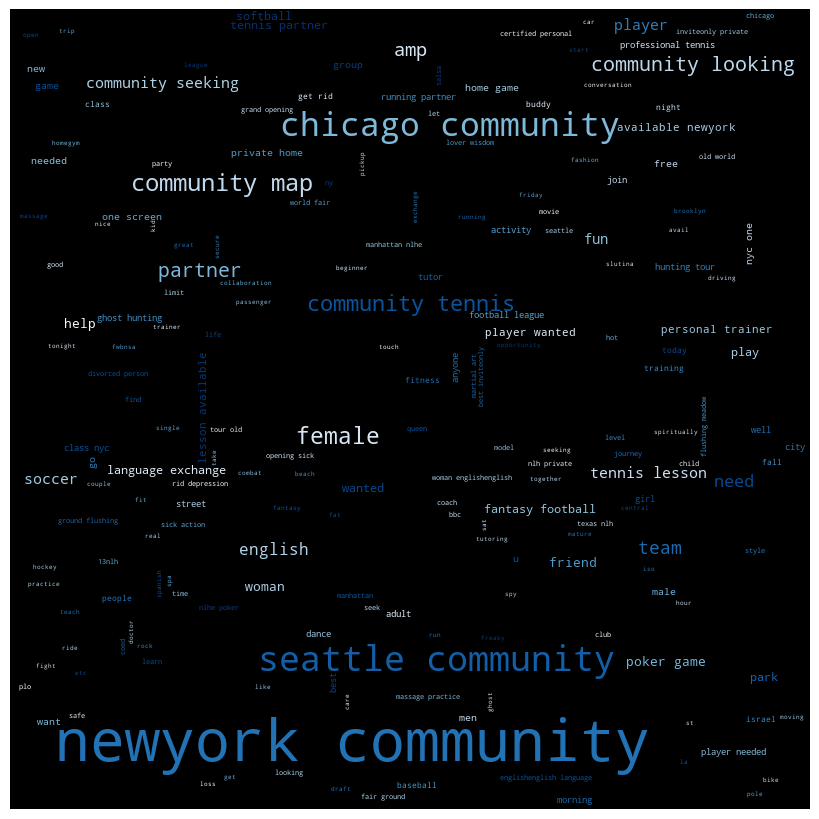 softball
chicago
tennis partner
car
player
open
trip
certified personal
inviteonly private
amp
professional tennis
start
league
group
community looking
new
salsa
community seeking
game
home game
conversation
get rid
running partner
class
buddy
night
grand opening
let
chicago community
available newyork
homegym
lover wisdom
private home
needed
party
pickup
fashion
old world
free
community map
ny
join
friday
world fair
exchange
brooklyn
massage
one screen
running
movie
nice
kid
activity
seattle
avail
nyc one
fun
great
secure
manhattan nlhe
good
slutina
hunting tour
partner
beginner
tutor
driving
collaboration
limit
passenger
community tennis
ghost hunting
football league
help
trainer
life
player wanted
personal trainer
tonight
fwbnsa
touch
opportunity
hot
today
play
lesson available
anyone
martial art
best inviteonly
divorced person
fitness
training
find
single
tour old
queen
flushing meadow
well
female
model
level
spiritually
class nyc
opening sick
seeking
journey
city
go
take
nlh private
child
fall
language exchange
soccer
couple
rid depression
combat
beach
woman englishenglish
together
tennis lesson
need
wanted
fit
street
fantasy
coach
fantasy football
girl
central
ground flushing
sick action
fat
bbc
sat
texas nlh
real
tutoring
mature
english
team
style
hockey
13nlh
u
friend
iso
practice
spanish
spa
woman
people
time
manhattan
spy
male
hour
teach
nlhe poker
seek
adult
doctor
dance
run
freaky
club
ride
coed
rock
fight
learn
seattle community
poker game
etc
best
park
plo
like
care
massage practice
ghost
want
safe
men
st
israel
moving
newyork community
player needed
la
looking
get
loss
englishenglish language
bike
draft
baseball
fair ground
morning
pole